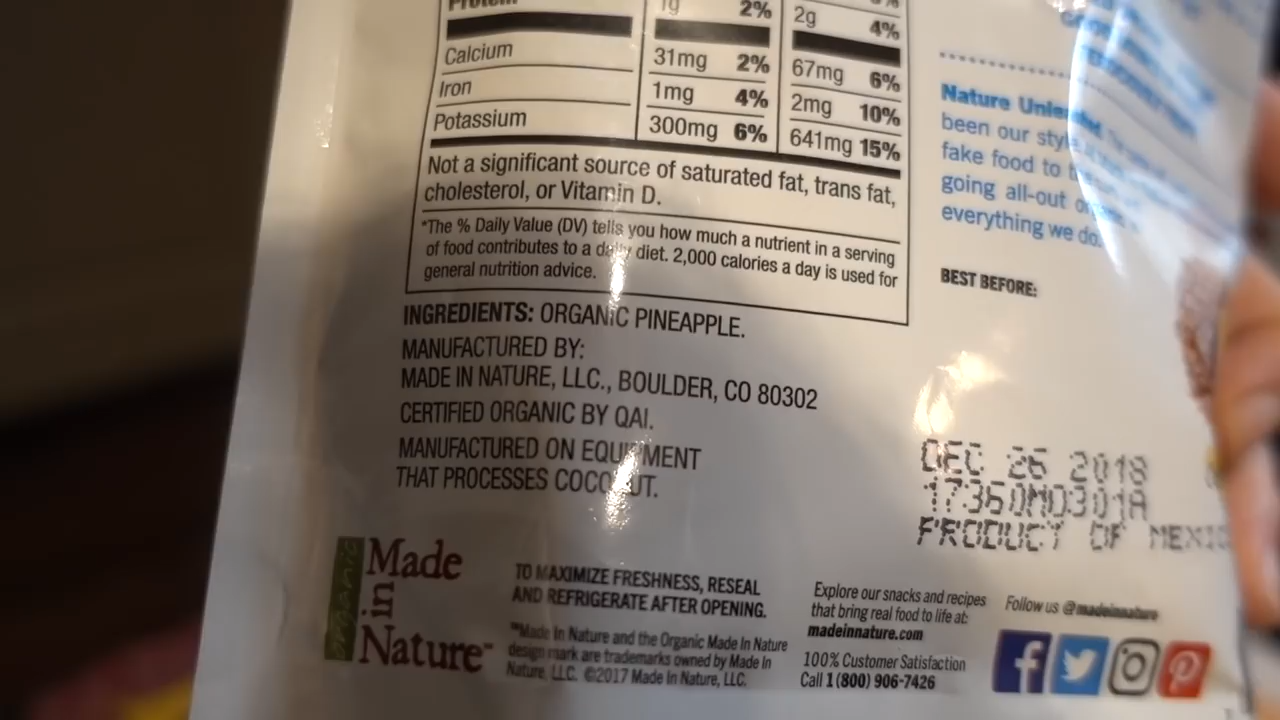 Protein 1g 2% 2g 4%
Calcium 31mg 2% 67mg 6%
Iron 1mg 4% 2mg 10%
Potassium 300mg 6% 641mg 15%
Not a significant source of saturated fat, trans fat,
cholesterol, or Vitamin D.
*The % Daily Value (DV) tells you how much a nutrient in a serving
of food contributes to a daily diet. 2,000 calories a day is used for
general nutrition advice.
INGREDIENTS: ORGANIC PINEAPPLE.
MANUFACTURED BY:
MADE IN NATURE, LLC., BOULDER, CO 80302
CERTIFIED ORGANIC BY QAI.
MANUFACTURED ON EQUIPMENT
THAT PROCESSES COCONUT.
Nature
been our
fake food to
going all-out
everything we do.
BEST BEFORE:
DEC 26 2018
17360MD301A
PRODUCT OF MEXIC
organic
Made
in
Nature™
TO MAXIMIZE FRESHNESS, RESEAL
AND REFRIGERATE AFTER OPENING.
™Made In Nature and the Organic Made In Nature
design mark are trademarks owned by Made In
Nature, LLC. ©2017 Made In Nature, LLC.
Explore our snacks and recipes
that bring real food to life at:
madeinnature.com
100% Customer Satisfaction
Call 1 (800) 906-7426
Follow us @madeinnature